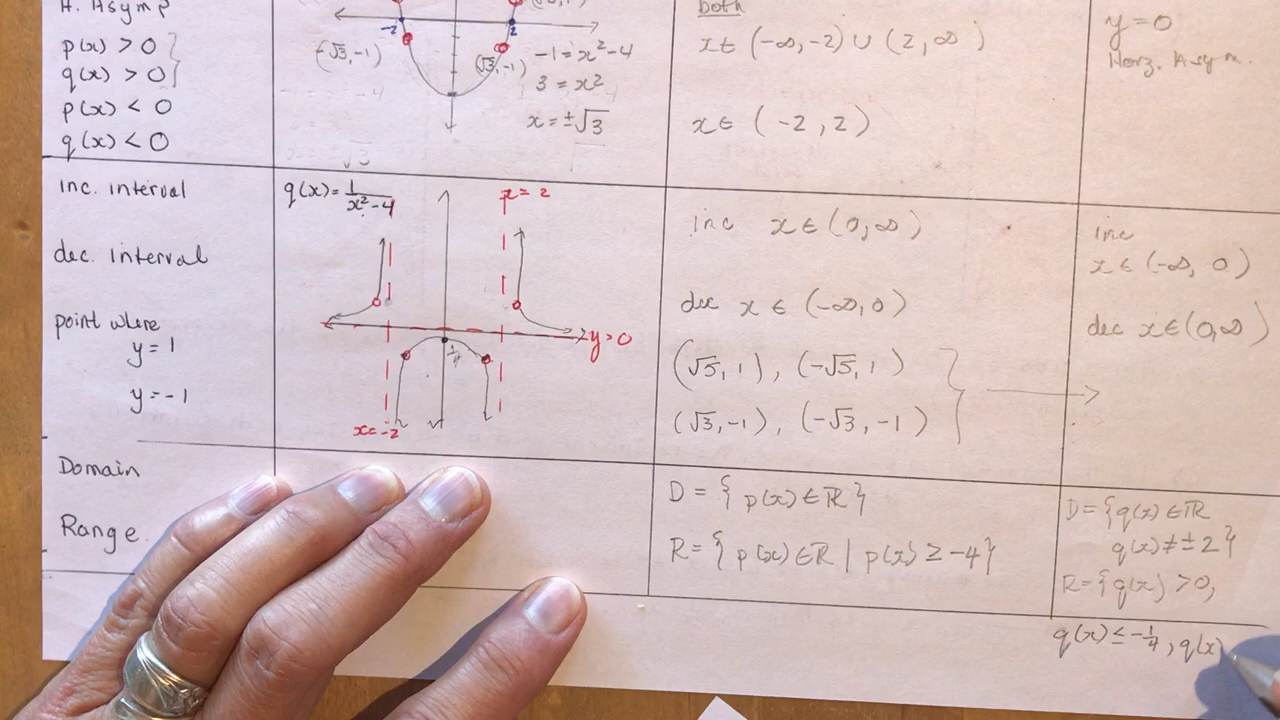 H. Asymp
p(x) > 0 }
q(x) > 0 }
p(x) < 0
q(x) < 0
-2
2
(-√3, -1)
(√3, -1)
-1 = x²-4
3 = x²
x = ±√3
both
x ∈ (-∞, -2) ∪ (2, ∞)
x ∈ (-2, 2)
y = 0
Horz. Asym.
inc. interval
dec. interval
point where
y = 1
y = -1
q(x) = 1/(x²-4)
x = 2
y=0
x = -2
inc x ∈ (0, ∞)
dec x ∈ (-∞, 0)
(√5, 1), (-√5, 1)
(√3, -1), (-√3, -1)
inc
x ∈ (-∞, 0)
dec x ∈ (0, ∞)
Domain
Range
D = { p(x) ∈ ℝ }
R = { p(x) ∈ ℝ | p(x) ≥ -4 }
D = { q(x) ∈ ℝ
q(x) ≠ ± 2 }
R = { q(x) > 0,
q(x) ≤ -1/4, q(x)